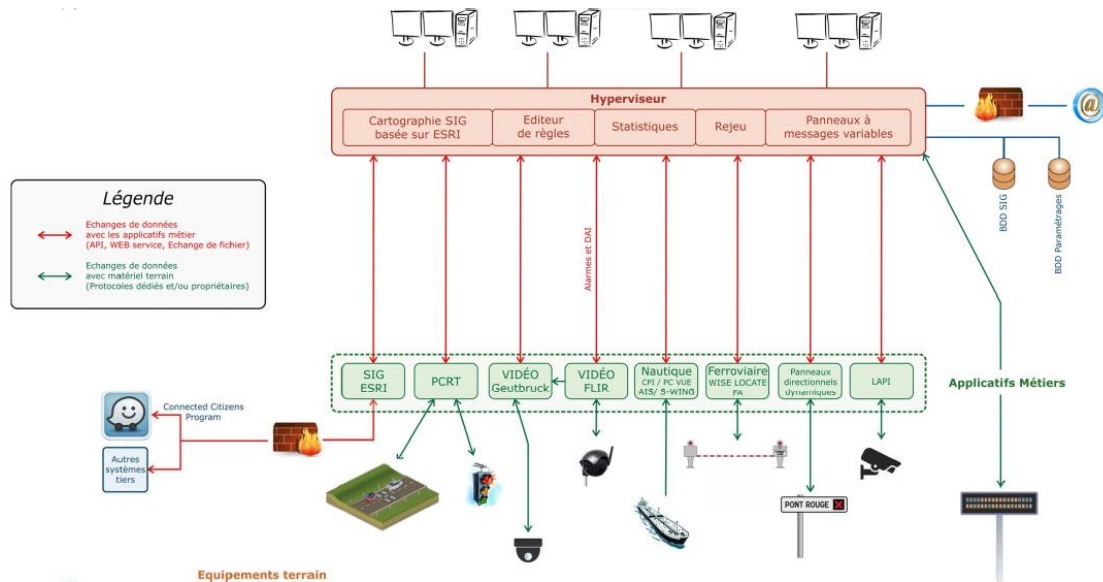 Hyperviseur
Cartographie SIG
basée sur ESRI
Editeur
de règles
Statistiques
Rejeu
Panneaux à
messages variables
@
BDD SIG
BDD Paramétrages
Légende
Echanges de données
avec les applicatifs métier
(API, WEB service, Echange de fichier)
Echanges de données
avec matériel terrain
(Protocoles dédiés et/ou propriétaires)
Alarmes et DAI
SIG
ESRI
PCRT
VIDÉO
Geutbruck
VIDÉO
FLIR
Nautique
CPI / PC VUE
AIS/ S-WING
Ferroviaire
WISE LOCATE
FA
Panneaux
directionnels
dynamiques
LAPI
Applicatifs Métiers
Connected Citizens
Program
Autres
systèmes
tiers
PONT ROUGE
Equipements terrain